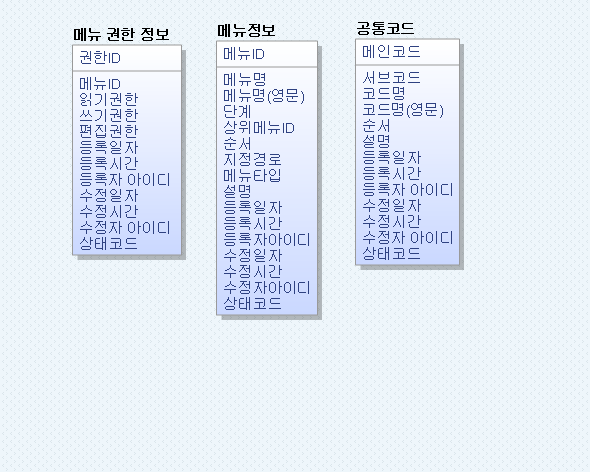 메뉴 권한 정보
권한ID
메뉴ID
읽기권한
쓰기권한
편집권한
등록일자
등록시간
등록자 아이디
수정일자
수정시간
수정자 아이디
상태코드
메뉴정보
메뉴ID
메뉴명
메뉴명(영문)
단계
상위메뉴ID
순서
지정경로
메뉴타입
설명
등록일자
등록시간
등록자아이디
수정일자
수정시간
수정자아이디
상태코드
공통코드
메인코드
서브코드
코드명
코드명(영문)
순서
설명
등록일자
등록시간
등록자 아이디
수정일자
수정시간
수정자 아이디
상태코드